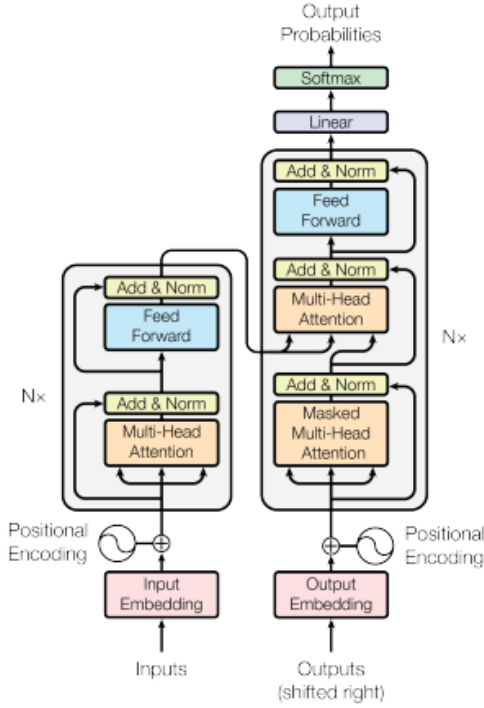 Output
Probabilities
Softmax
Linear
Add & Norm
Feed
Forward
Add & Norm
Multi-Head
Attention
Add & Norm
Masked
Multi-Head
Attention
N×
Add & Norm
Feed
Forward
Add & Norm
Multi-Head
Attention
N×
Positional
Encoding
Positional
Encoding
Input
Embedding
Output
Embedding
Inputs
Outputs
(shifted right)